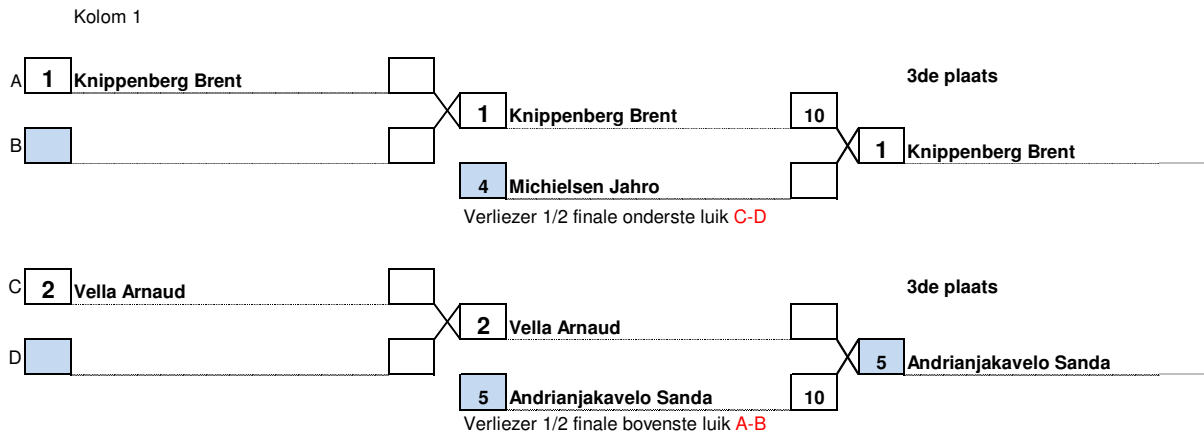 Kolom 1
A 1 Knippenberg Brent
3de plaats
1 Knippenberg Brent 10
B
1 Knippenberg Brent
4 Michielsen Jahro
Verliezer 1/2 finale onderste luik C-D
C 2 Vella Arnaud
3de plaats
2 Vella Arnaud
D
5 Andrianjakavelo Sanda
5 Andrianjakavelo Sanda 10
Verliezer 1/2 finale bovenste luik A-B